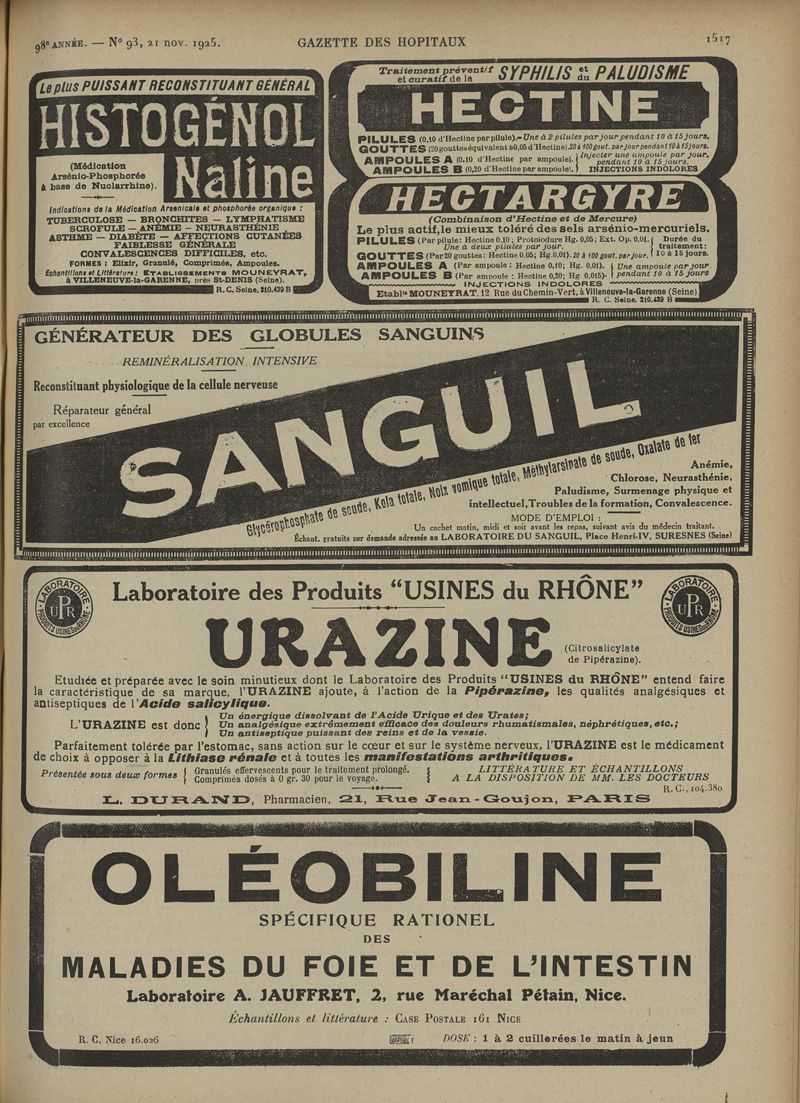 98e ANNÉE. — No 93, 21 nov. 1925.
GAZETTE DES HOPITAUX
1517
Le plus PUISSANT RECONSTITUANT GÉNÉRAL
HISTOGÉNOL
Naline
(Médication
Arsénio-Phosphorée
à base de Nuclarrhine).
Indications de la Médication Arsenicale et phosphorée organique :
TUBERCULOSE — BRONCHITES — LYMPHATISME
SCROFULE — ANÉMIE — NEURASTHÉNIE
ASTHME — DIABÈTE — AFFECTIONS CUTANÉES
FAIBLESSE GÉNÉRALE
CONVALESCENCES DIFFICILES, etc.
FORMES : Elixir, Granulé, Comprimés, Ampoules.
Échantillons et Littérature : ETABLISSEMENTS MOUNEYRAT,
à VILLENEUVE-la-GARENNE, près St-DENIS (Seine).
R. C. Seine, 210.439 B
Traitement préventif et curatif de la SYPHILIS et du PALUDISME
HECTINE
PILULES (0,10 d'Hectine par pilule).- Une à 2 pilules par jour pendant 10 à 15 jours.
GOUTTES (20 gouttes équivalent à 0,05 d'Hectine). 20 à 100 gout. par jour pendant 10 à 15 jours.
AMPOULES A (0.10 d'Hectine par ampoule). Injecter une ampoule par jour,
AMPOULES B (0,20 d'Hectine par ampoule). pendant 10 à 15 jours.
INJECTIONS INDOLORES
HECTARGYRE
(Combinaison d'Hectine et de Mercure)
Le plus actif, le mieux toléré des sels arsénio-mercuriels.
PILULES (Par pilule: Hectine 0.10; Protoiodure Hg. 0,05; Ext. Op. 0,01.
Une à deux pilules par jour.
GOUTTES (Par 20 gouttes: Hectine 0.05; Hg. 0.01). 20 à 100 gout. par jour.
Durée du
traitement:
10 à 15 jours.
AMPOULES A (Par ampoule: Hectine 0,10; Hg. 0,01).
AMPOULES B (Par ampoule: Hectine 0,20; Hg. 0,015).
Une ampoule par jour
pendant 10 à 15 jours
INJECTIONS INDOLORES
Etablts MOUNEYRAT, 12 Rue du Chemin-Vert, à Villeneuve-la-Garenne (Seine)
R. C. Seine. 210.439 B
GÉNÉRATEUR DES GLOBULES SANGUINS
REMINÉRALISATION INTENSIVE
Reconstituant physiologique de la cellule nerveuse
Réparateur général
par excellence
SANGUIL
Glycérophosphate de soude, Kola totale, Noix vomique totale, Méthylarsinate de soude, Oxalate de fer
Anémie,
Chlorose, Neurasthénie,
Paludisme, Surmenage physique et
intellectuel, Troubles de la formation, Convalescence.
MODE D'EMPLOI :
Un cachet matin, midi et soir avant les repas, suivant avis du médecin traitant.
Échant. gratuits sur demande adressée au LABORATOIRE DU SANGUIL, Place Henri-IV, SURESNES (Seine)
LABORATOIRE
UPR
PRODUITS USINES DU RHÔNE
Laboratoire des Produits "USINES du RHÔNE"
LABORATOIRE
UPR
PRODUITS USINES DU RHÔNE
URAZINE
(Citrosalicylate
de Pipérazine).
Etudiée et préparée avec le soin minutieux dont le Laboratoire des Produits "USINES du RHÔNE" entend faire
la caractéristique de sa marque, l'URAZINE ajoute, à l'action de la Pipérazine, les qualités analgésiques et
antiseptiques de l'Acide salicylique.
L'URAZINE est donc
Un énergique dissolvant de l'Acide Urique et des Urates;
Un analgésique extrêmement efficace des douleurs rhumatismales, néphrétiques, etc.;
Un antiseptique puissant des reins et de la vessie.
Parfaitement tolérée par l'estomac, sans action sur le cœur et sur le système nerveux, l'URAZINE est le médicament
de choix à opposer à la Lithiase rénale et à toutes les manifestations arthritiques.
Présentée sous deux formes
Granulés effervescents pour le traitement prolongé.
Comprimés dosés à 0 gr. 30 pour le voyage.
LITTÉRATURE ET ÉCHANTILLONS
A LA DISPOSITION DE MM. LES DOCTEURS
R. C., 104.380
L. DURAND, Pharmacien, 21, Rue Jean-Goujon, PARIS
OLÉOBILINE
SPÉCIFIQUE RATIONEL
DES
MALADIES DU FOIE ET DE L'INTESTIN
Laboratoire A. JAUFFRET, 2, rue Maréchal Pétain, Nice.
Échantillons et littérature : CASE POSTALE 161 NICE
R. C. Nice 16.026
DOSE : 1 à 2 cuillerées le matin à jeun